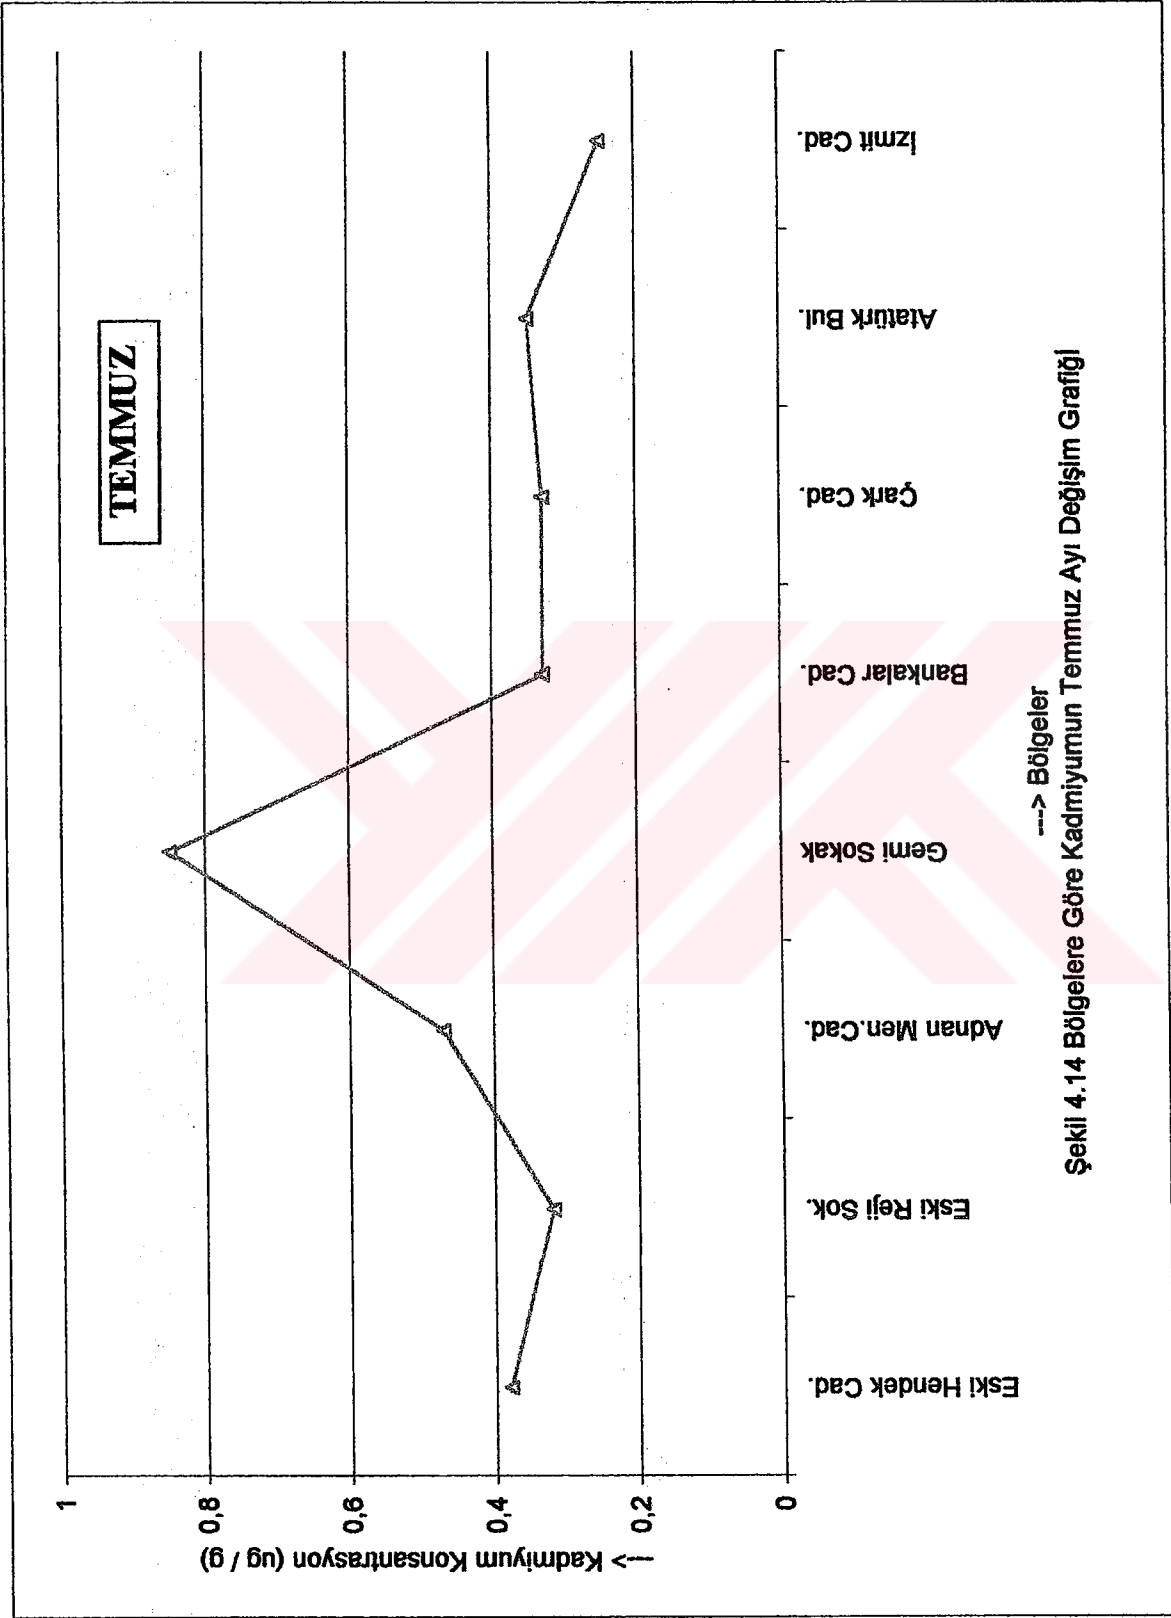 TEMMUZ
---> Kadmiyum Konsantrasyon (ug / g)
1
0,8
0,6
0,4
0,2
0
Eski Hendek Cad.
Eski Reji Sok.
Adnan Men.Cad.
Gemi Sokak
Bankalar Cad.
Çark Cad.
Atatürk Bul.
İzmit Cad.
---> Bölgeler
Şekil 4.14 Bölgelere Göre Kadmiyumun Temmuz Ayı Değişim Grafiği